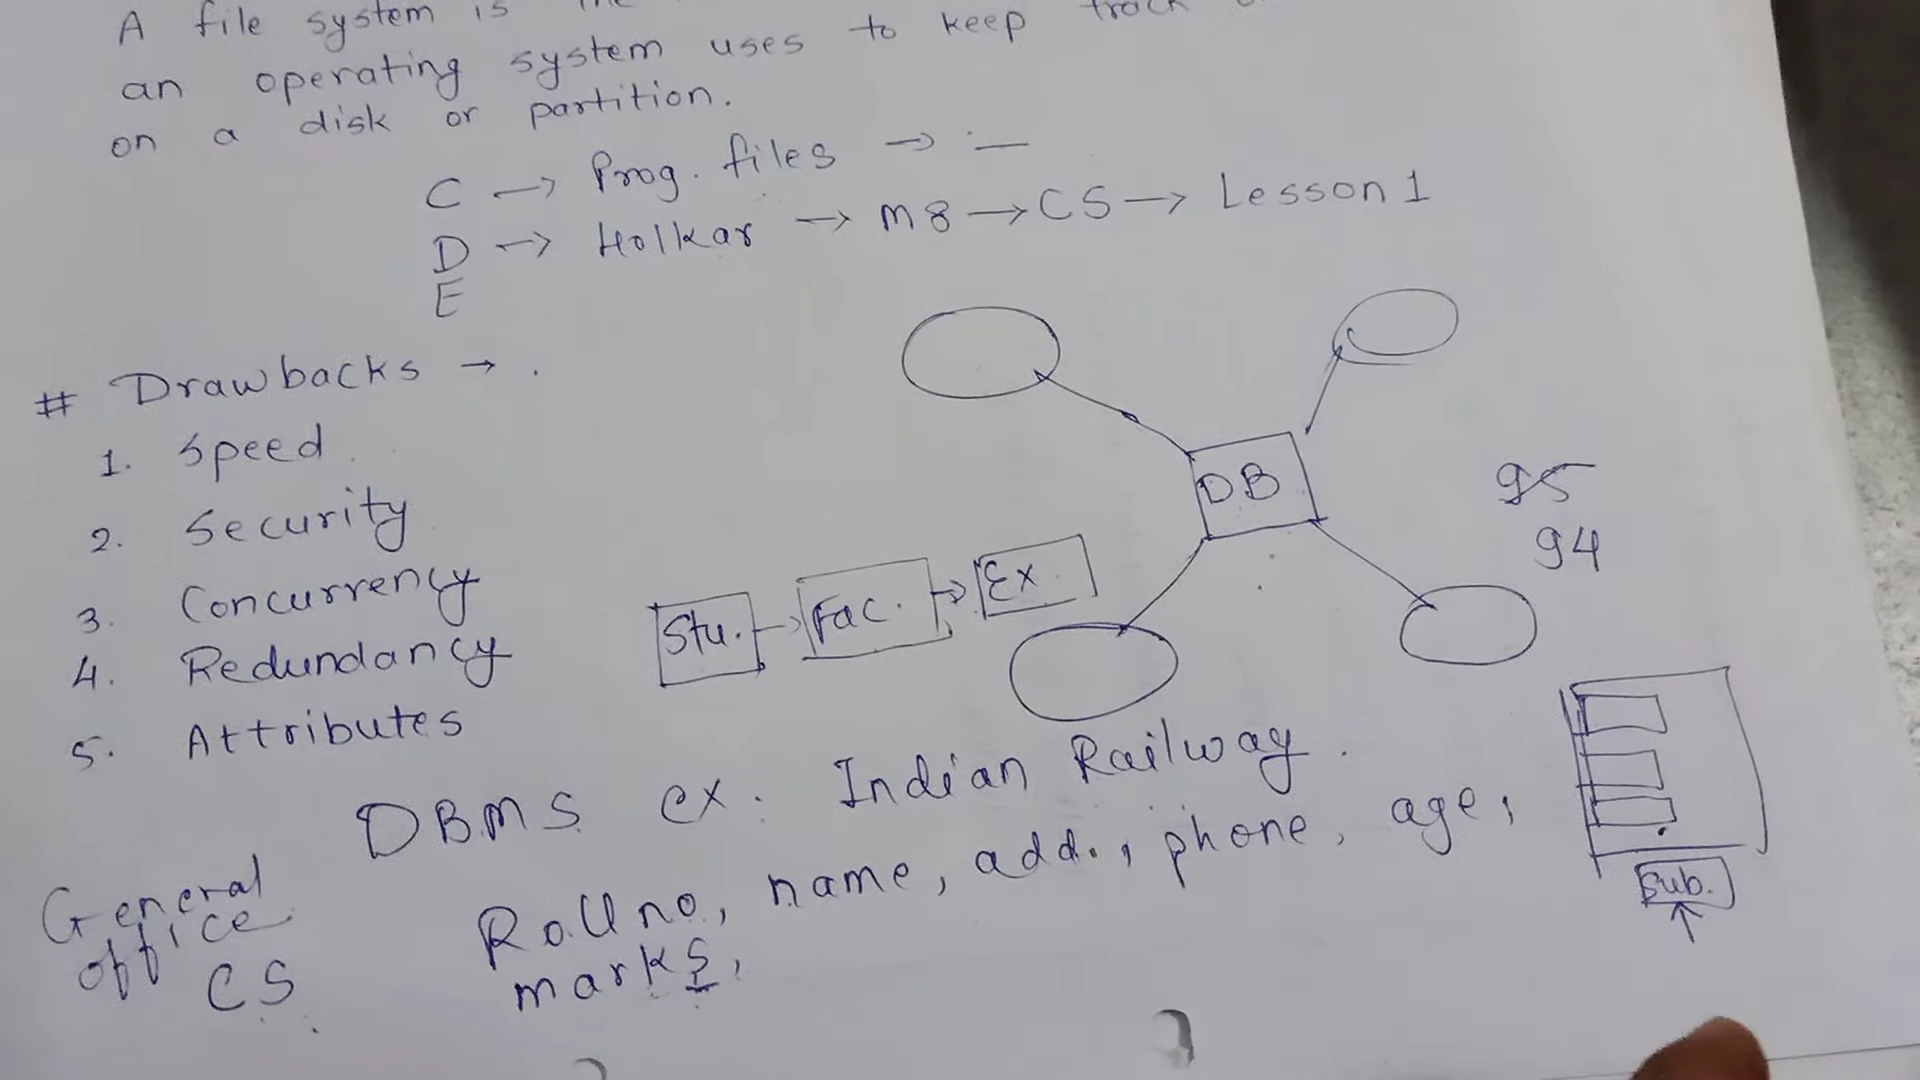 A file system is the
an operating system uses to keep track
on a disk or partition.
C → Prog. files → —
D → Holkar → M8 → CS → Lesson 1
E
# Drawbacks → .
1. Speed
2. Security
3. Concurrency
4. Redundancy
5. Attributes
DB
95
94
Stu. → Fac. → Ex.
DBMS ex: Indian Railway.
Roll no, name, add., phone, age,
marks,
Sub.
General
office
CS